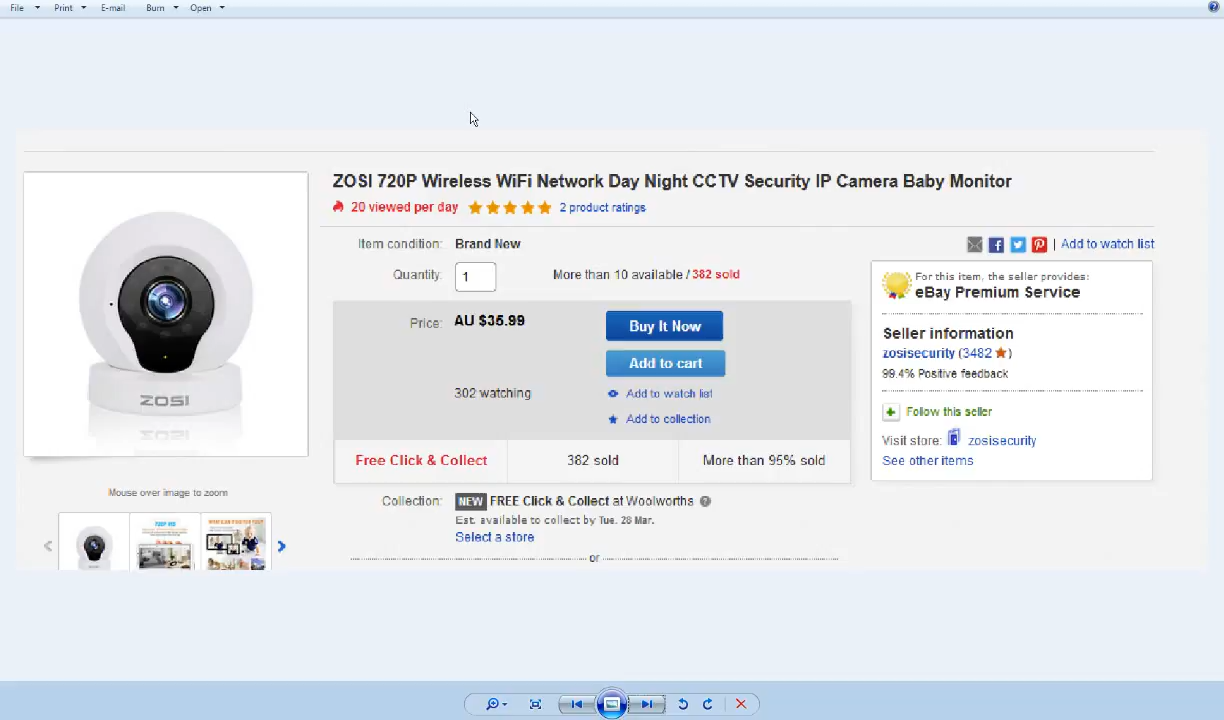 File Print E-mail Burn Open
ZOSI 720P Wireless WiFi Network Day Night CCTV Security IP Camera Baby Monitor
20 viewed per day 2 product ratings
Item condition: Brand New
Quantity: 1 More than 10 available / 382 sold
Price: AU $35.99
Buy It Now
Add to cart
302 watching
Add to watch list
Add to collection
Free Click & Collect 382 sold More than 95% sold
Collection: NEW FREE Click & Collect at Woolworths
Est. available to collect by Tue. 28 Mar.
Select a store
or
| Add to watch list
For this item, the seller provides:
eBay Premium Service
Seller information
zosisecurity (3482)
99.4% Positive feedback
Follow this seller
Visit store: zosisecurity
See other items
ZOSI
Mouse over image to zoom
720P HD